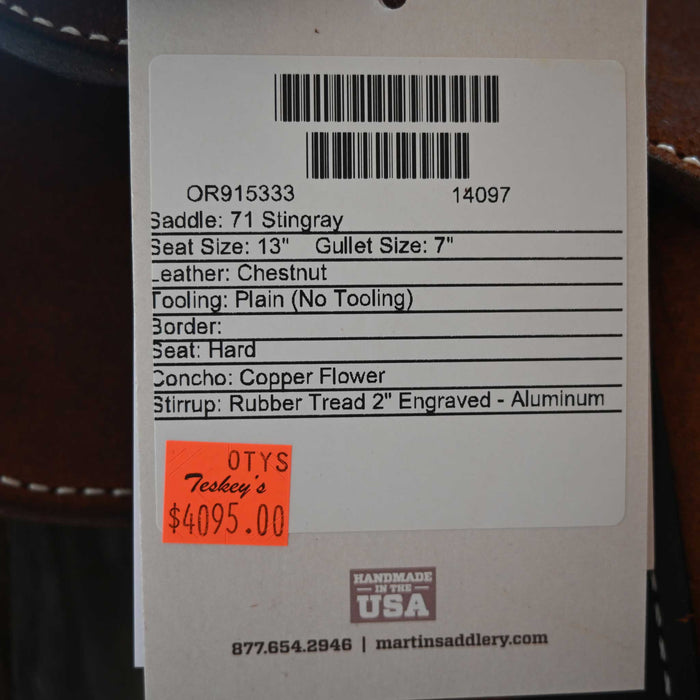 OR915333 14097
Saddle: 71 Stingray
Seat Size: 13" Gullet Size: 7"
Leather: Chestnut
Tooling: Plain (No Tooling)
Border:
Seat: Hard
Concho: Copper Flower
Stirrup: Rubber Tread 2" Engraved - Aluminum
OTYS
Teskey's
$4095.00
HANDMADE
IN THE
USA
877.654.2946 | martinsaddlery.com